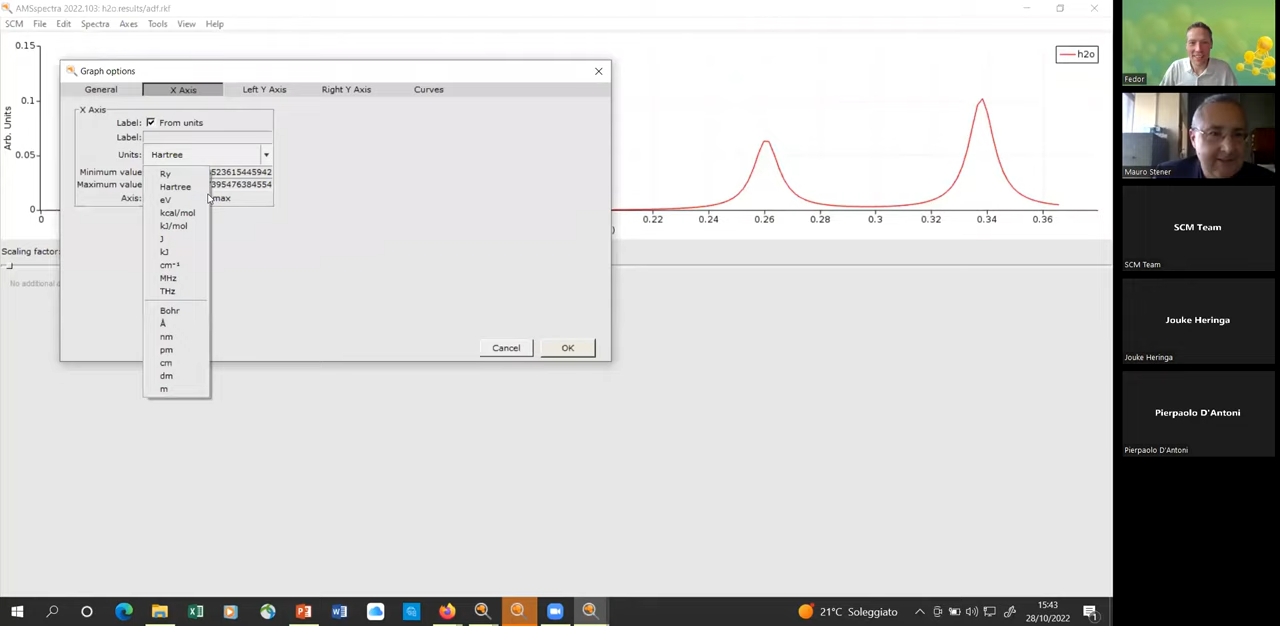 AMSspectra 2022.103: h2o.results/adf.rkf
SCM File Edit Spectra Axes Tools View Help
0.15
0.1
0.05
0
Arb. Units
h2o
0
0.22 0.24 0.26 0.28 0.3 0.32 0.34 0.36
Scaling factor:
No additional d
Graph options
General X Axis Left Y Axis Right Y Axis Curves
X Axis
Label: From units
Label:
Units: Hartree
Minimum value 523615445942
Maximum value 395476384554
Axis: max
Ry
Hartree
eV
kcal/mol
kJ/mol
J
kJ
cm⁻¹
MHz
THz
Bohr
Å
nm
pm
cm
dm
m
Cancel OK
Fedor
Mauro Stener
SCM Team
SCM Team
Jouke Heringa
Jouke Heringa
Pierpaolo D'Antoni
Pierpaolo D'Antoni
21°C Soleggiato
15:43
28/10/2022